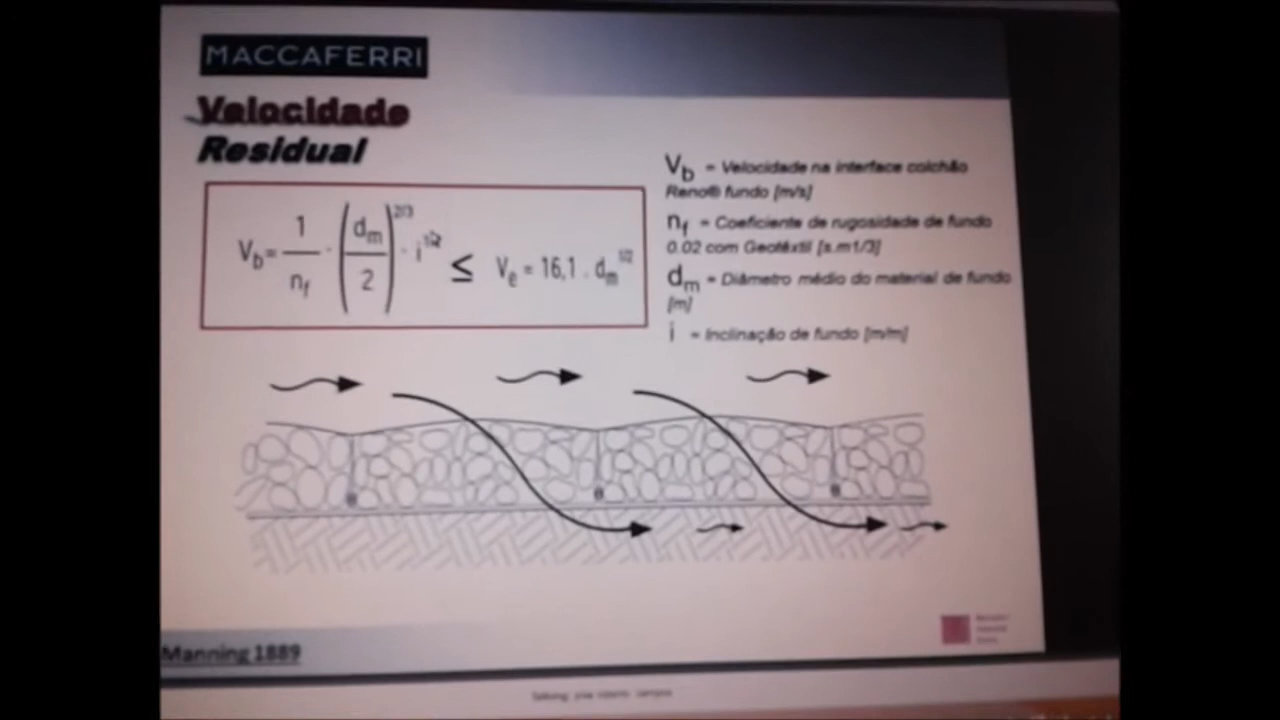 MACCAFERRI
Velocidade
Residual
V_b = 1/n_f · (d_m/2)^2/3 · i^1/2 ≤ V_e = 16,1 . d_m^1/2
V_b = Velocidade na interface colchão
Reno® fundo [m/s]
n_f = Coeficiente de rugosidade de fundo
0.02 com Geotêxtil [s.m1/3]
d_m = Diâmetro médio do material de fundo
[m]
i = Inclinação de fundo [m/m]
Manning 1889